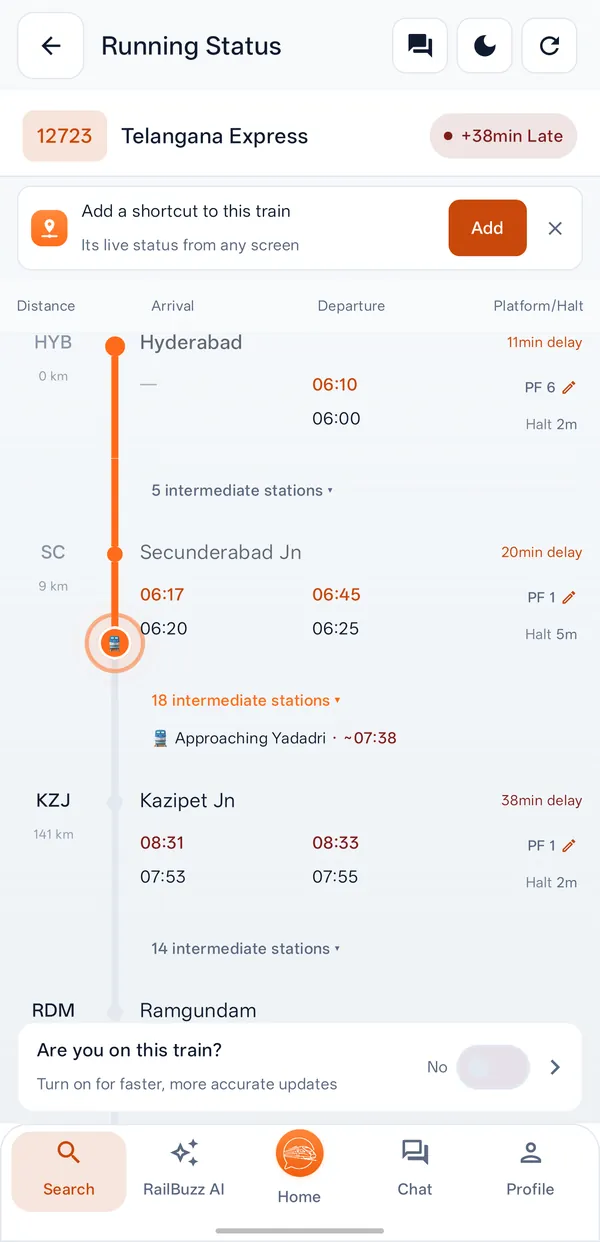 Running Status
12723 Telangana Express +38min Late
Add a shortcut to this train
Its live status from any screen
Add
Distance Arrival Departure Platform/Halt
HYB Hyderabad 11min delay
0 km — 06:10 PF 6
06:00 Halt 2m
5 intermediate stations ▾
SC Secunderabad Jn 20min delay
9 km 06:17 06:45 PF 1
06:20 06:25 Halt 5m
18 intermediate stations ▾
Approaching Yadadri · ~07:38
KZJ Kazipet Jn 38min delay
141 km 08:31 08:33 PF 1
07:53 07:55 Halt 2m
14 intermediate stations ▾
RDM Ramgundam
Are you on this train?
Turn on for faster, more accurate updates
No
Search RailBuzz AI Home Chat Profile